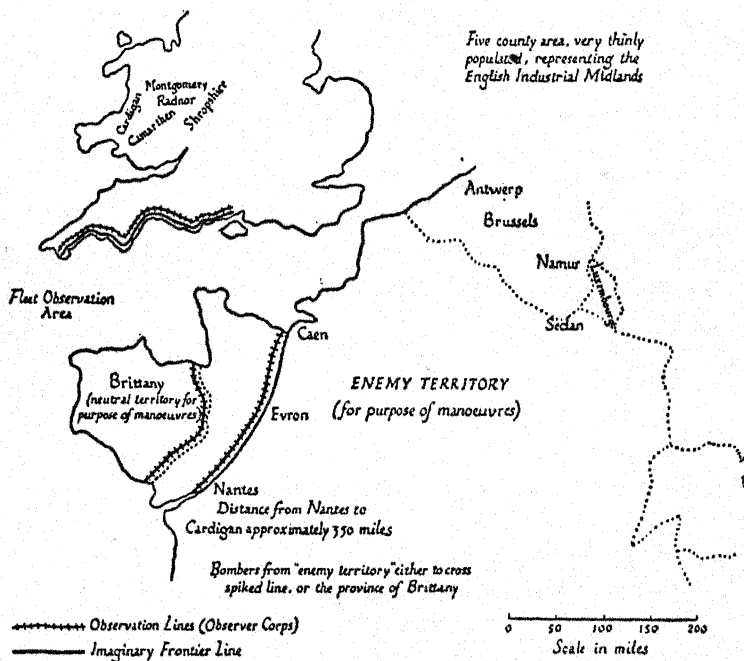 Five county area, very thinly
populated, representing the
English Industrial Midlands
Montgomery
Radnor
Cardigan
Camarthen
Shropshire
Antwerp
Brussels
Namur
Luxembourg
Sedan
Fleet Observation
Area
Caen
Brittany
(neutral territory for
purpose of manoeuvres)
ENEMY TERRITORY
(for purpose of manoeuvres)
Evron
Nantes
Distance from Nantes to
Cardigan approximately 350 miles
Bombers from "enemy territory" either to cross
spiked line, or the province of Brittany
Observation Lines (Observer Corps)
Imaginary Frontier Line
0 50 100 150 200
Scale in miles